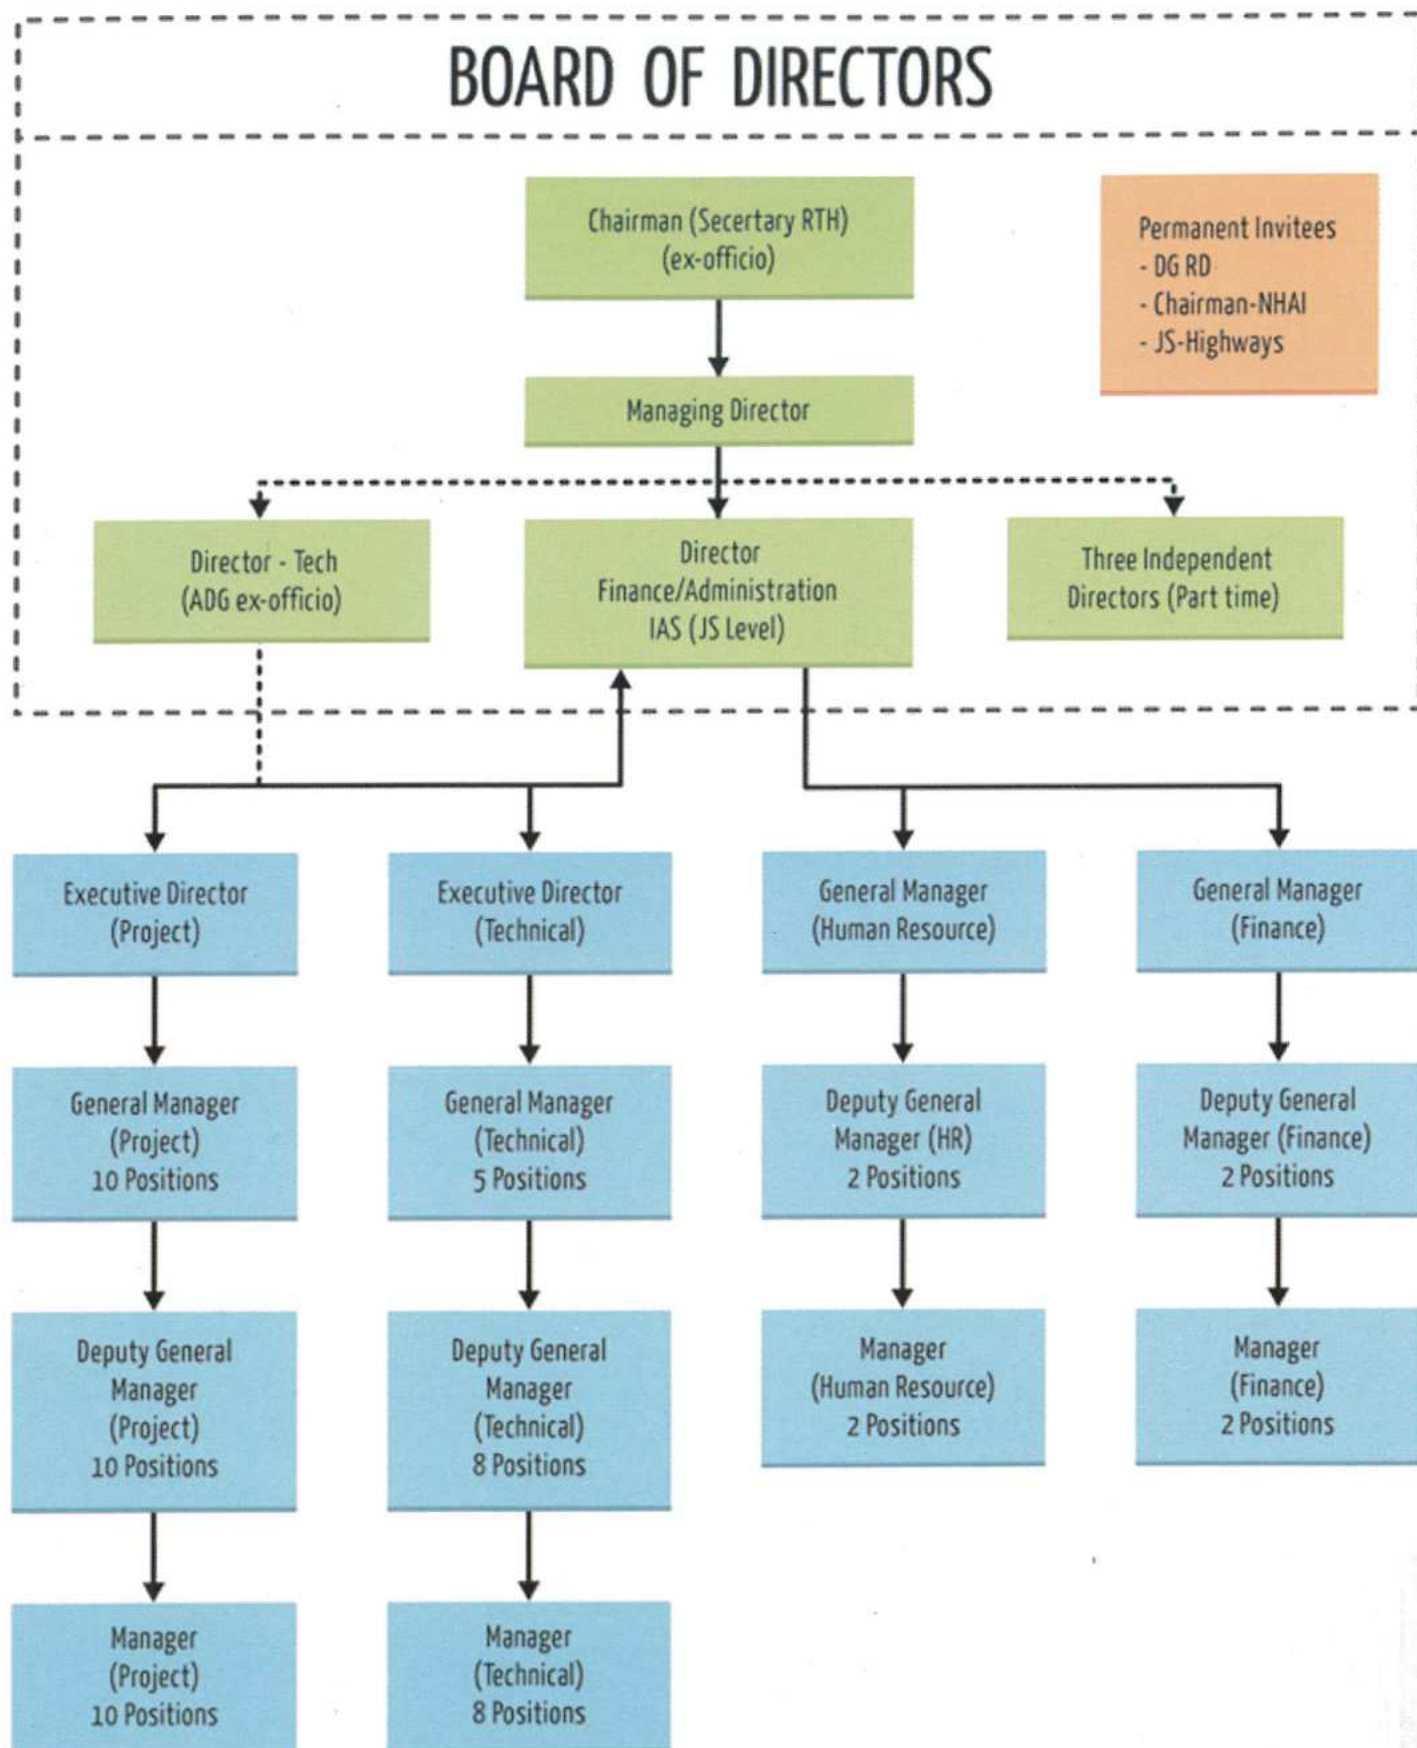 BOARD OF DIRECTORS
Chairman (Secertary RTH)
(ex-officio)
Permanent Invitees
- DG RD
- Chairman-NHAI
- JS-Highways
Managing Director
Director - Tech
(ADG ex-officio)
Director
Finance/Administration
IAS (JS Level)
Three Independent
Directors (Part time)
Executive Director
(Project)
Executive Director
(Technical)
General Manager
(Human Resource)
General Manager
(Finance)
General Manager
(Project)
10 Positions
General Manager
(Technical)
5 Positions
Deputy General
Manager (HR)
2 Positions
Deputy General
Manager (Finance)
2 Positions
Deputy General
Manager
(Project)
10 Positions
Deputy General
Manager
(Technical)
8 Positions
Manager
(Human Resource)
2 Positions
Manager
(Finance)
2 Positions
Manager
(Project)
10 Positions
Manager
(Technical)
8 Positions